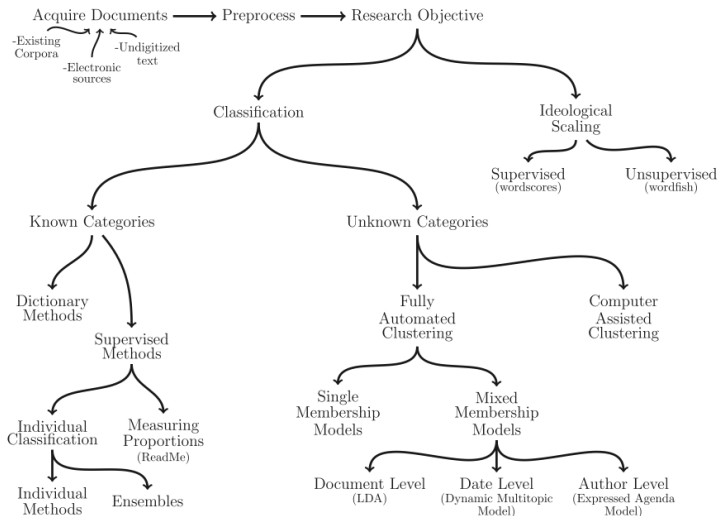 Acquire Documents
Preprocess
Research Objective
-Existing
Corpora
-Undigitized
text
-Electronic
sources
Classification
Ideological
Scaling
Supervised
(wordscores)
Unsupervised
(wordfish)
Known Categories
Unknown Categories
Dictionary
Methods
Supervised
Methods
Fully
Automated
Clustering
Computer
Assisted
Clustering
Individual
Classification
Measuring
Proportions
(ReadMe)
Single
Membership
Models
Mixed
Membership
Models
Individual
Methods
Ensembles
Document Level
(LDA)
Date Level
(Dynamic Multitopic
Model)
Author Level
(Expressed Agenda
Model)